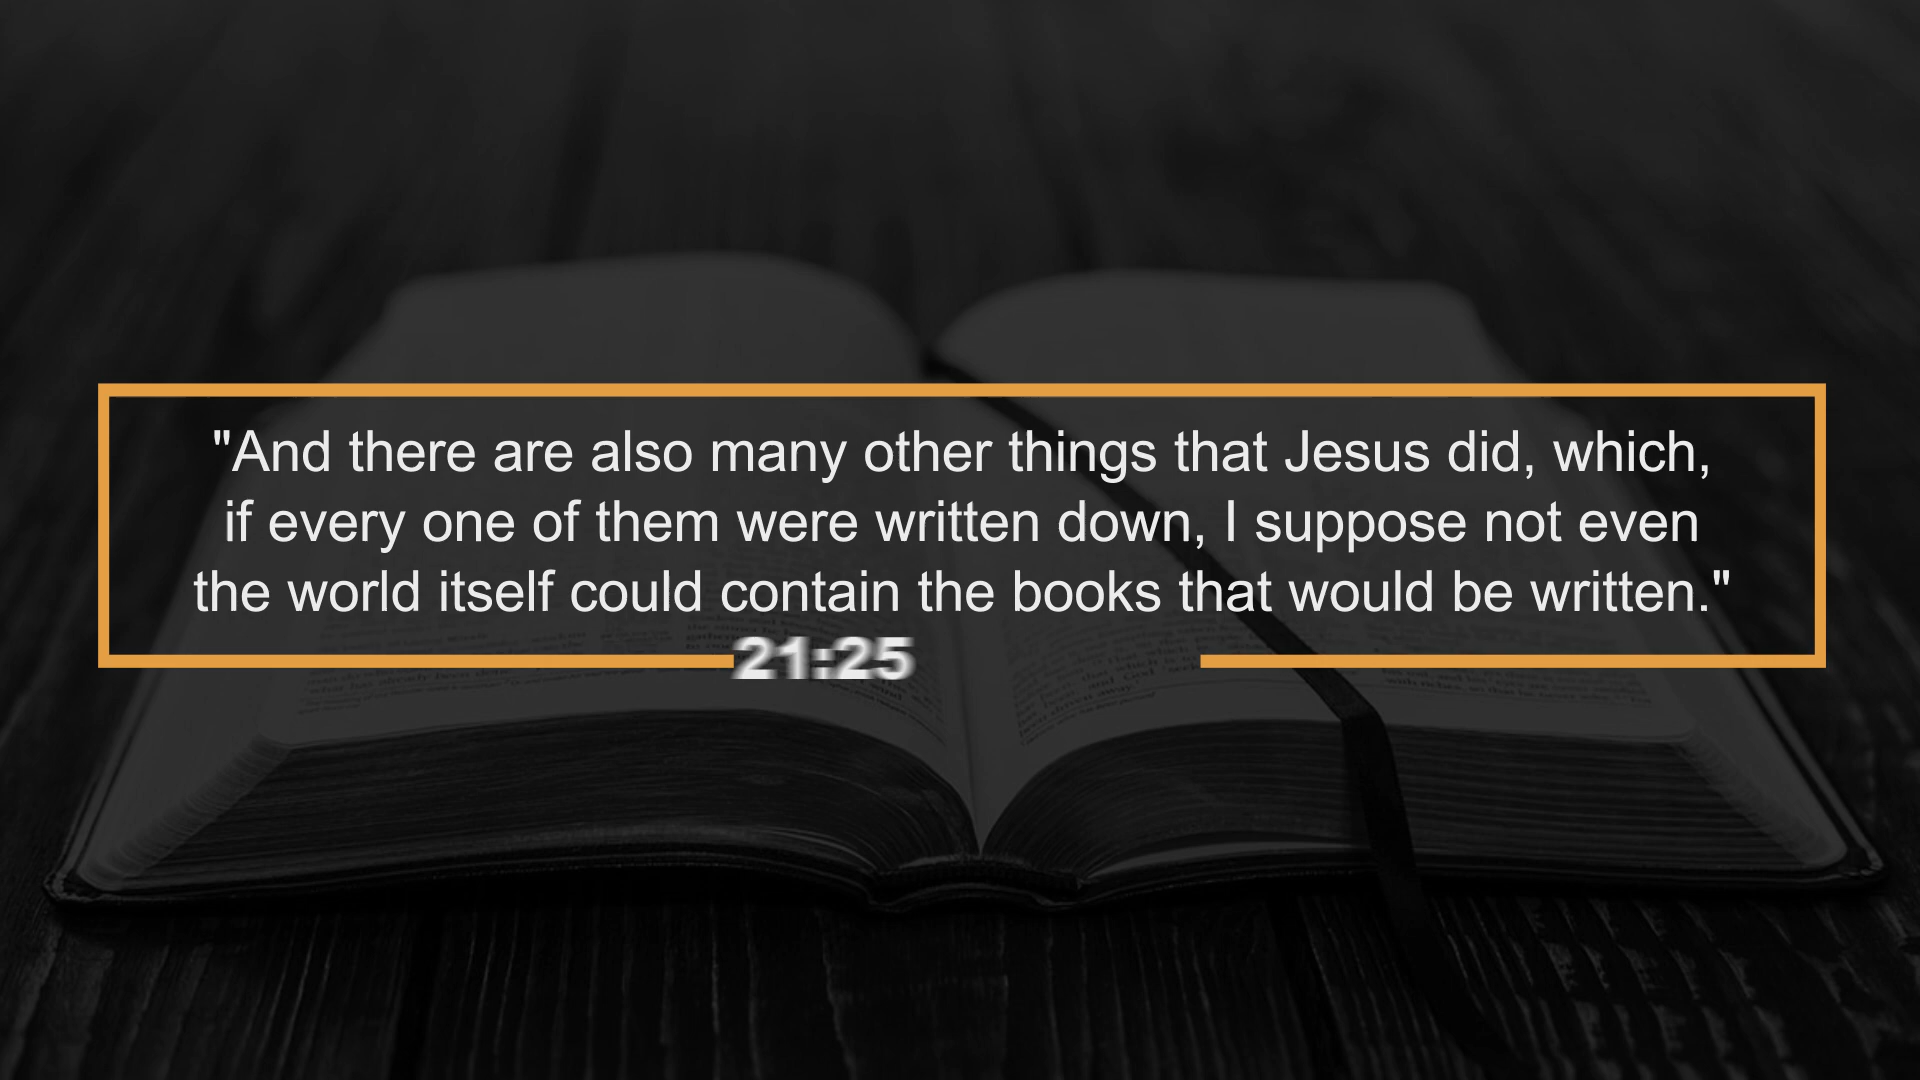 "And there are also many other things that Jesus did, which,
if every one of them were written down, I suppose not even
the world itself could contain the books that would be written."
21:25